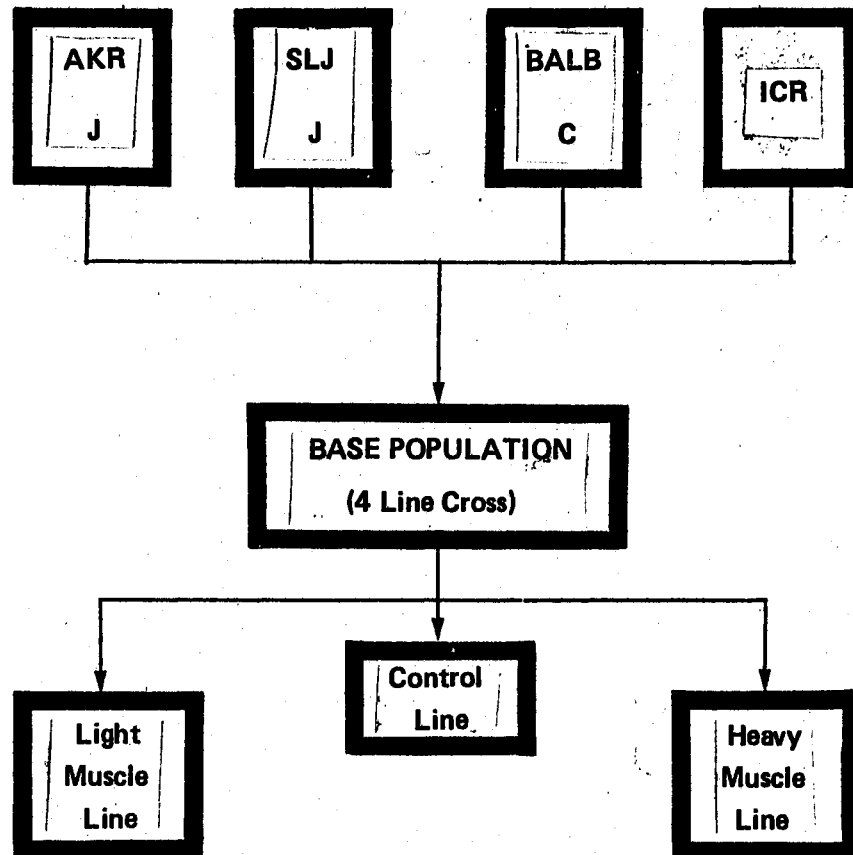 AKR
J
SLJ
J
BALB
C
ICR
BASE POPULATION
(4 Line Cross)
Light
Muscle
Line
Control
Line
Heavy
Muscle
Line